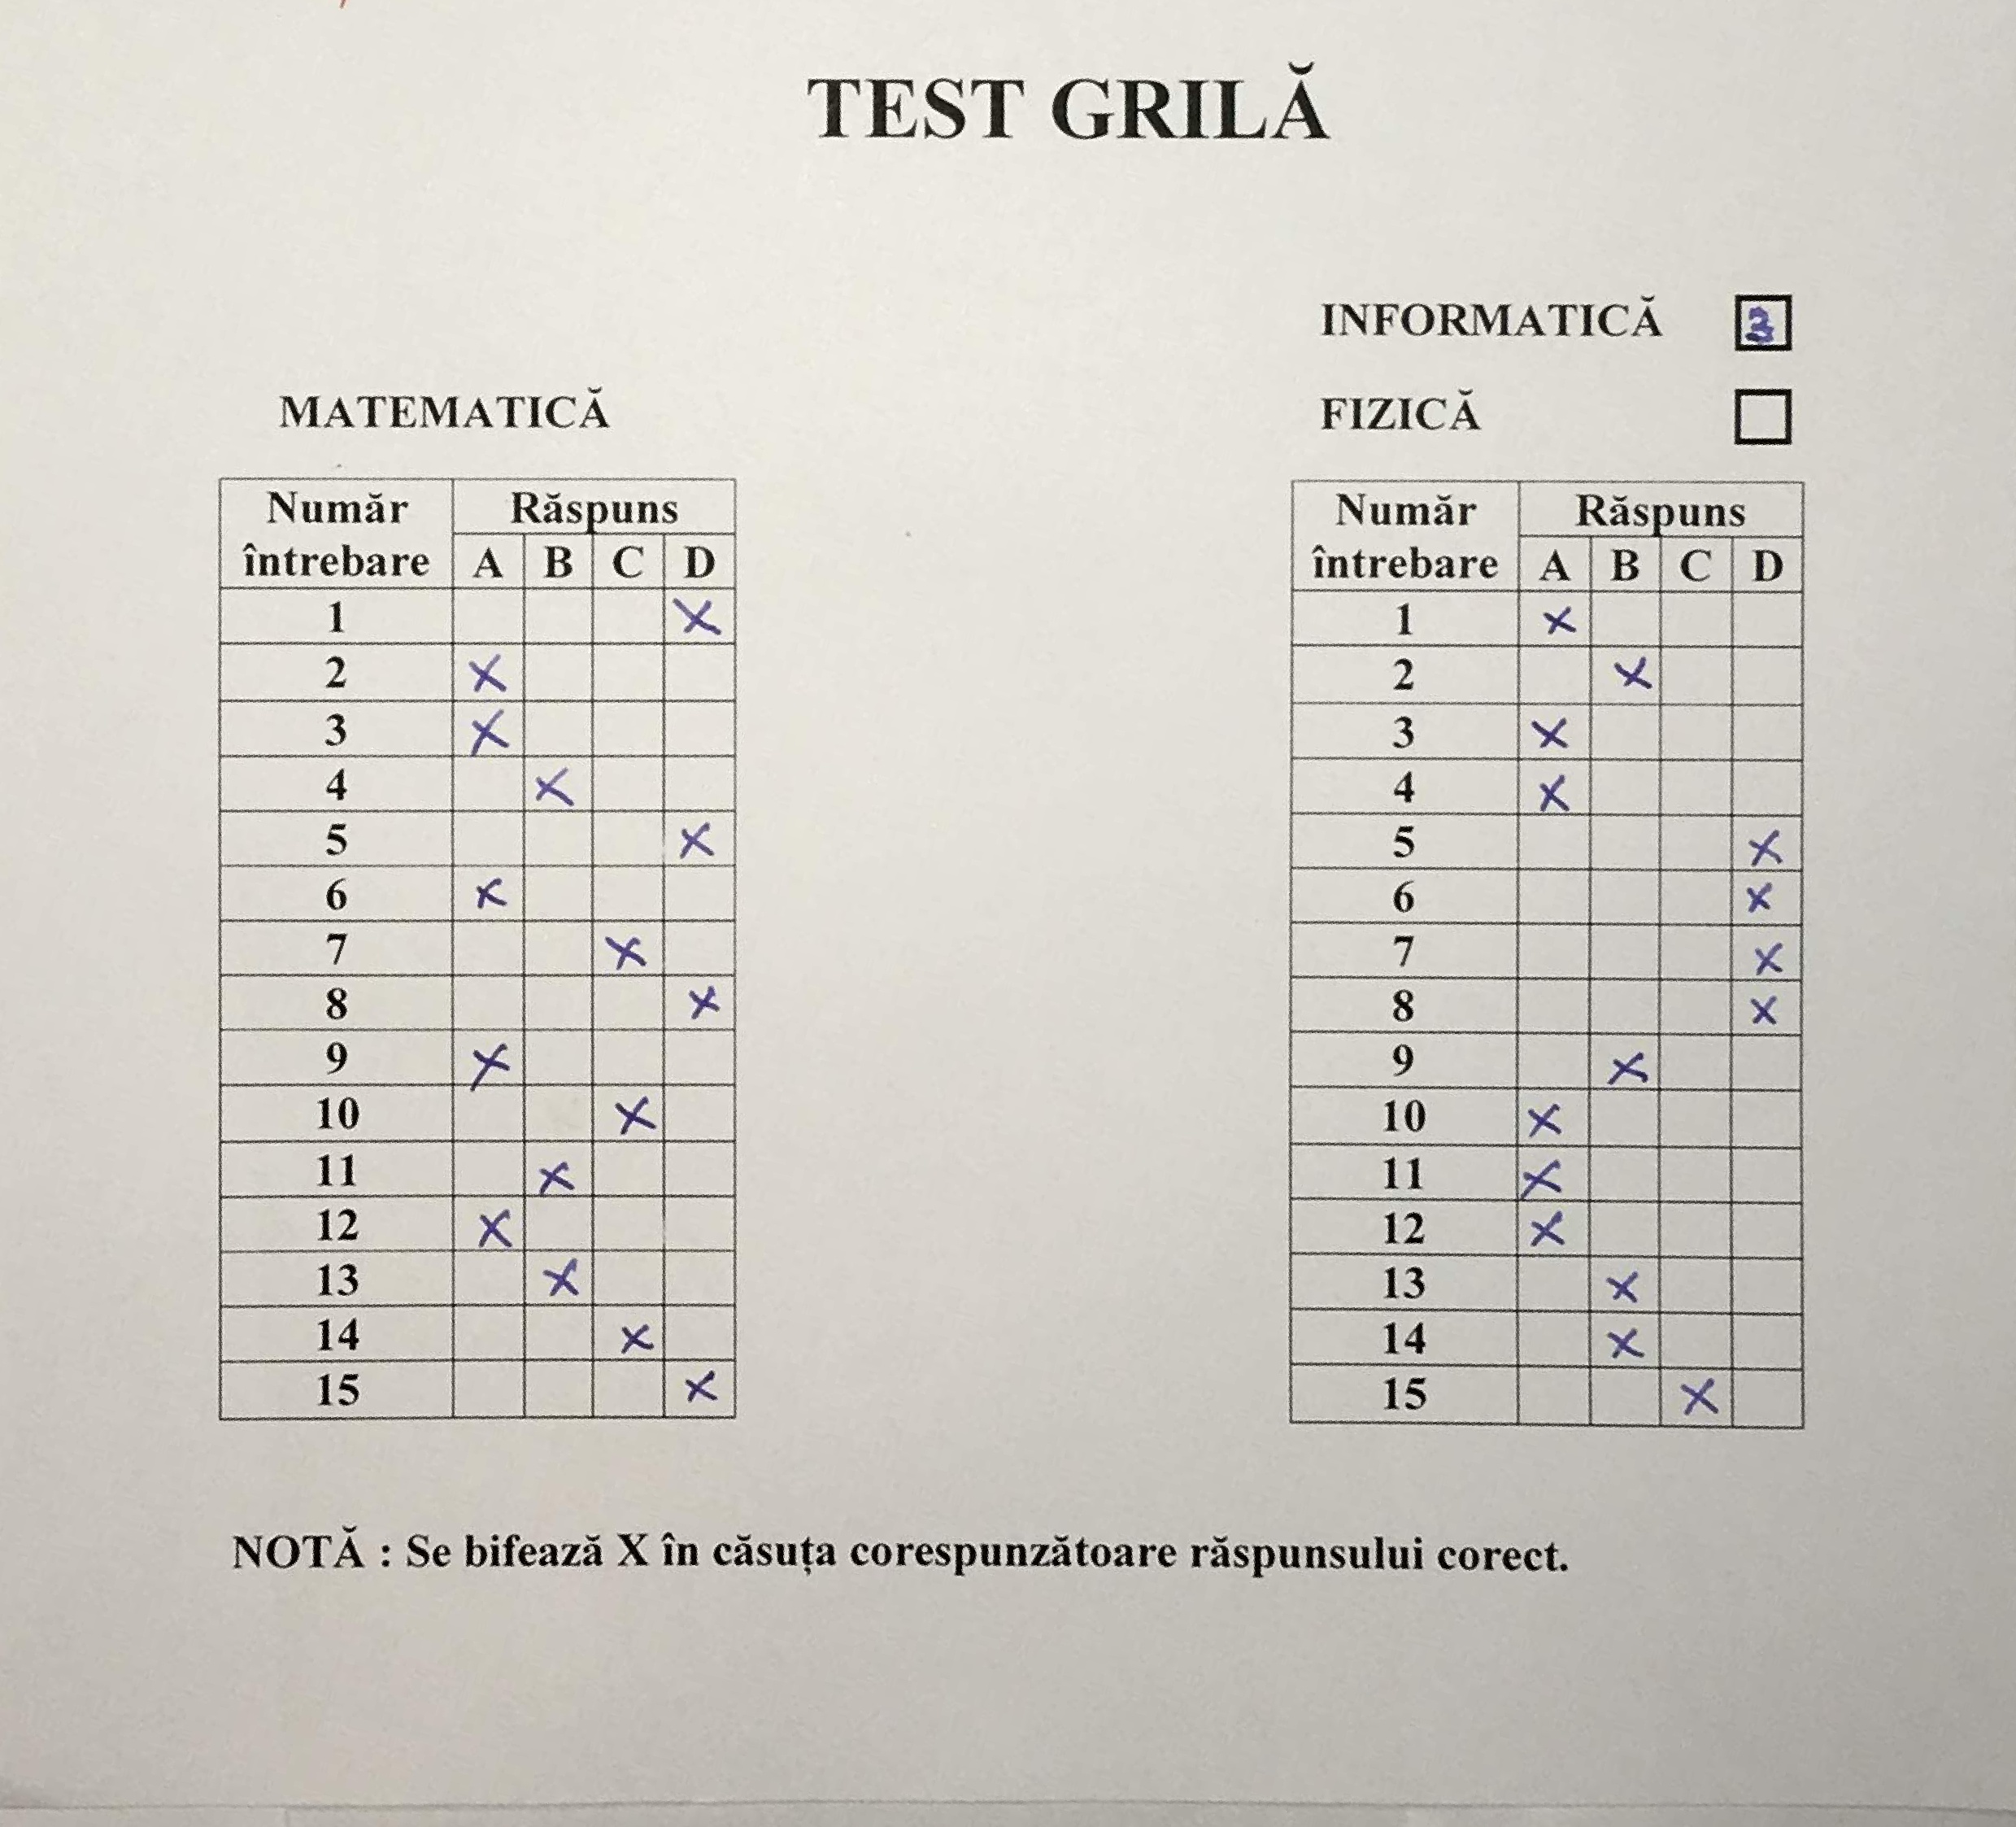 TEST GRILĂ
INFORMATICĂ 3
MATEMATICĂ
FIZICĂ
Număr întrebare Răspuns
A B C D
1 X
2 X
3 X
4 X
5 X
6 X
7 X
8 X
9 X
10 X
11 X
12 X
13 X
14 X
15 X
Număr întrebare Răspuns
A B C D
1 X
2 X
3 X
4 X
5 X
6 X
7 X
8 X
9 X
10 X
11 X
12 X
13 X
14 X
15 X
NOTĂ : Se bifează X în căsuța corespunzătoare răspunsului corect.